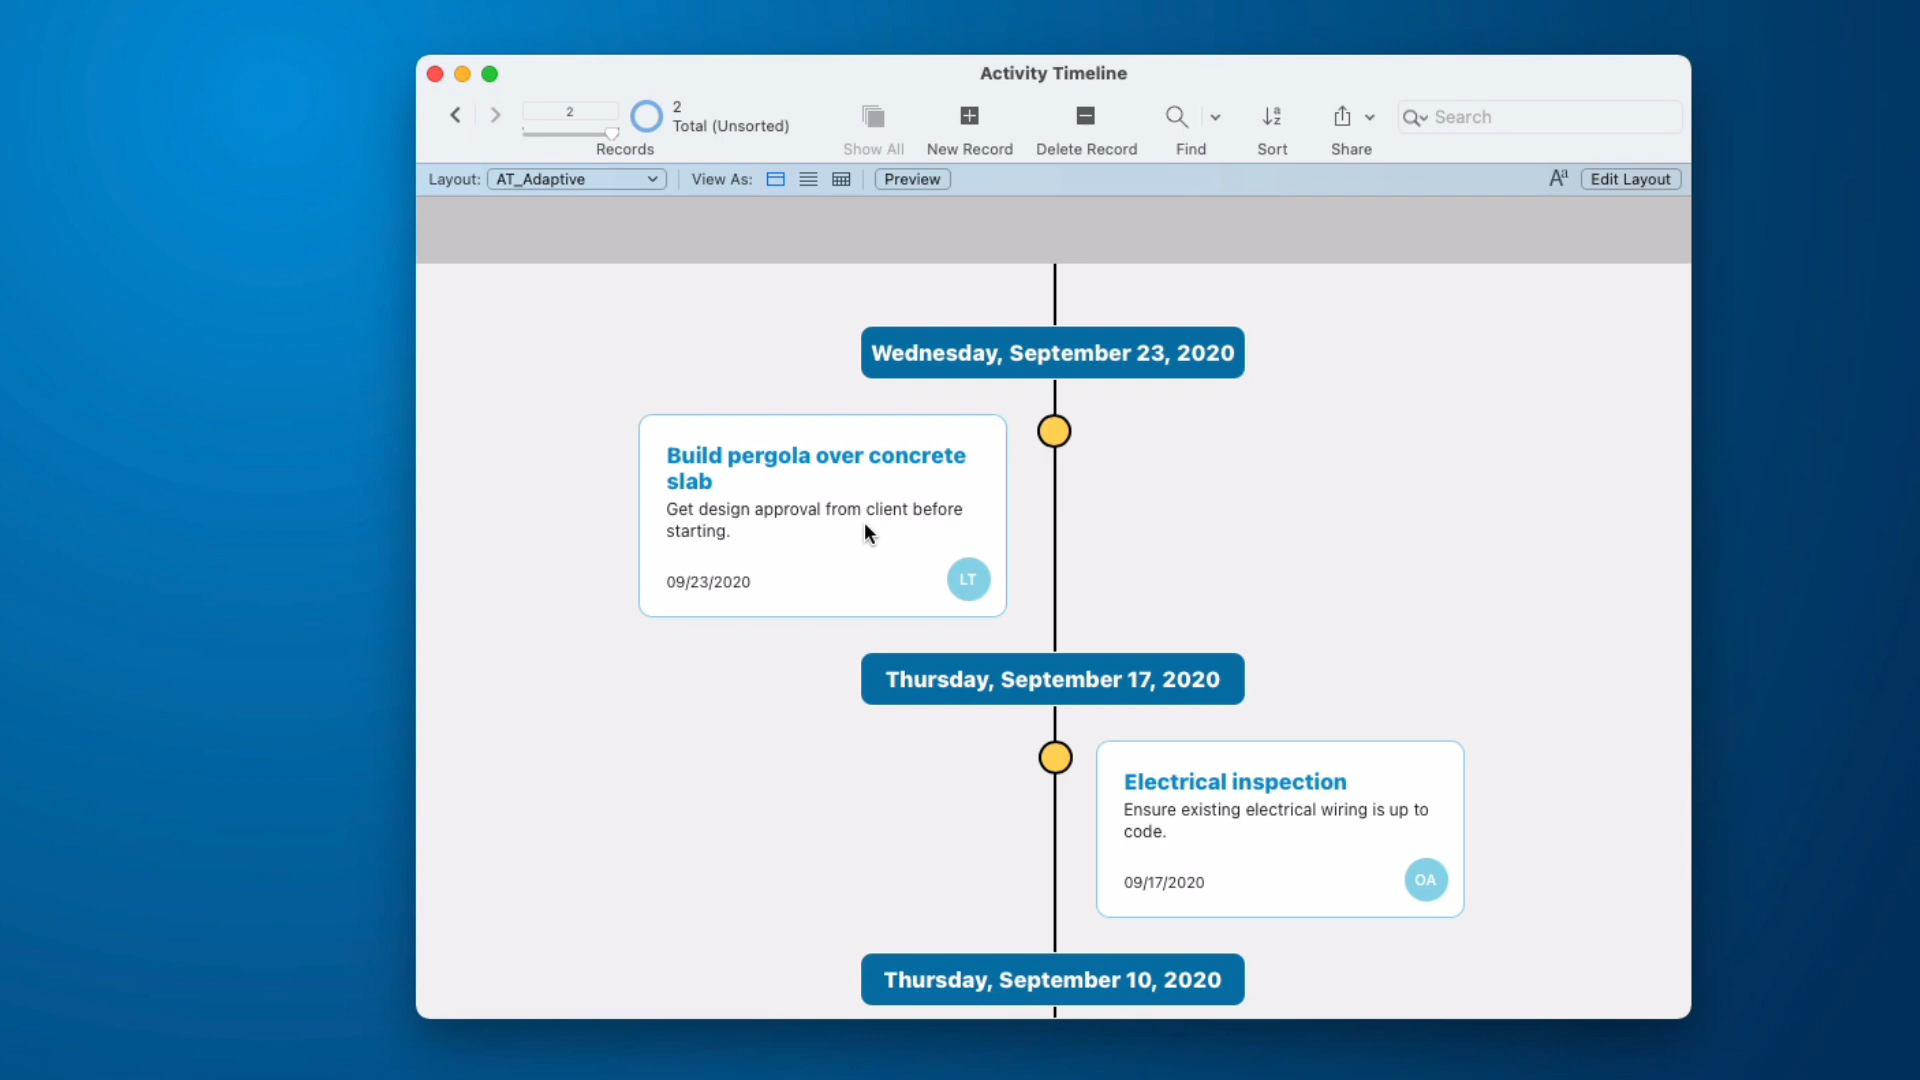 Activity Timeline
2
2
Total (Unsorted)
Records
Show All
New Record
Delete Record
Find
Sort
Share
Search
Layout: AT_Adaptive
View As:
Preview
Aa
Edit Layout
Wednesday, September 23, 2020
Build pergola over concrete
slab
Get design approval from client before
starting.
09/23/2020
LT
Thursday, September 17, 2020
Electrical inspection
Ensure existing electrical wiring is up to
code.
09/17/2020
OA
Thursday, September 10, 2020